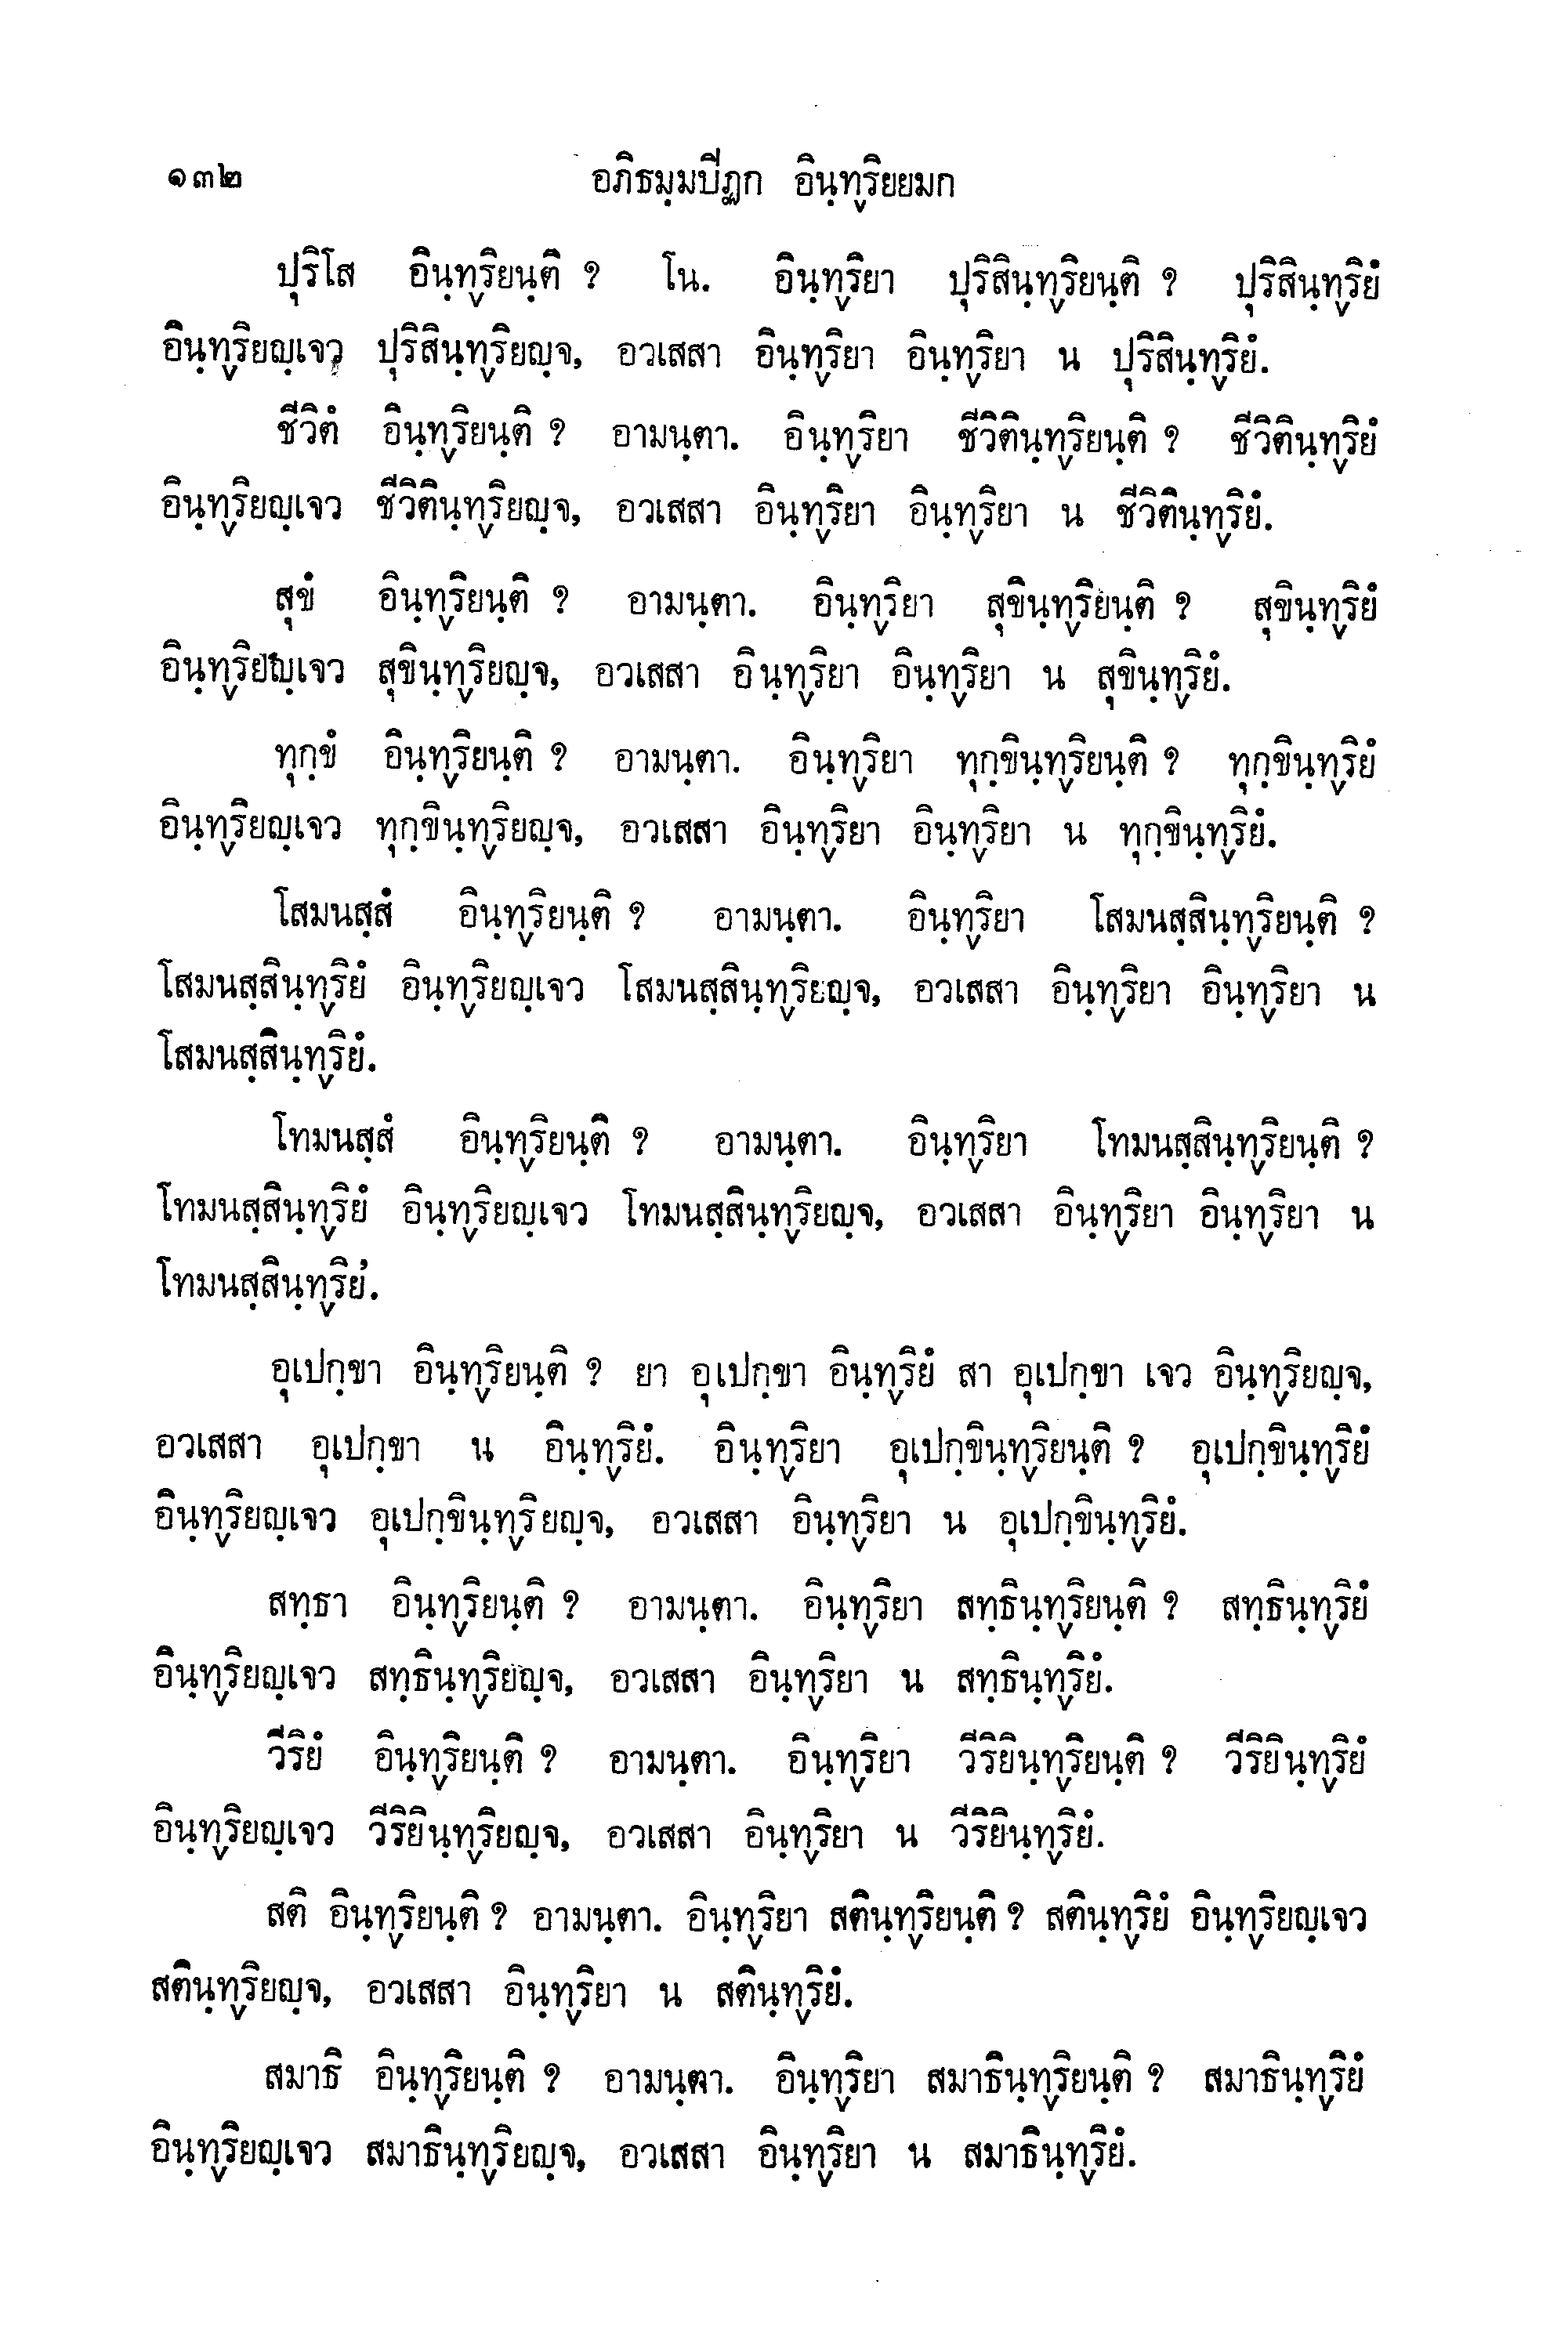 ๑๓๒ อภิธมฺมปิฏก อินฺทฺริยยมก
ปุริโส อินฺทฺริยนฺติ ? โน. อินฺทฺริยา ปุริสินฺทฺริยนฺติ ? ปุริสินฺทฺริยํ
อินฺทฺริยญฺเจว ปุริสินฺทฺริยญฺจ, อวเสสา อินฺทฺริยา อินฺทฺริยา น ปุริสินฺทฺริยํ.
ชีวิตํ อินฺทฺริยนฺติ ? อามนฺตา. อินฺทฺริยา ชีวิตินฺทฺริยนฺติ ? ชีวิตินฺทฺริยํ
อินฺทฺริยญฺเจว ชีวิตินฺทฺริยญฺจ, อวเสสา อินฺทฺริยา อินฺทฺริยา น ชีวิตินฺทฺริยํ.
สุขํ อินฺทฺริยนฺติ ? อามนฺตา. อินฺทฺริยา สุขินฺทฺริยนฺติ ? สุขินฺทฺริยํ
อินฺทฺริยญฺเจว สุขินฺทฺริยญฺจ, อวเสสา อินฺทฺริยา อินฺทฺริยา น สุขินฺทฺริยํ.
ทุกฺขํ อินฺทฺริยนฺติ ? อามนฺตา. อินฺทฺริยา ทุกฺขินฺทฺริยนฺติ ? ทุกฺขินฺทฺริยํ
อินฺทฺริยญฺเจว ทุกฺขินฺทฺริยญฺจ, อวเสสา อินฺทฺริยา อินฺทฺริยา น ทุกฺขินฺทฺริยํ.
โสมนสฺสํ อินฺทฺริยนฺติ ? อามนฺตา. อินฺทฺริยา โสมนสฺสินฺทฺริยนฺติ ?
โสมนสฺสินฺทฺริยํ อินฺทฺริยญฺเจว โสมนสฺสินฺทฺริยญฺจ, อวเสสา อินฺทฺริยา อินฺทฺริยา น
โสมนสฺสินฺทฺริยํ.
โทมนสฺสํ อินฺทฺริยนฺติ ? อามนฺตา. อินฺทฺริยา โทมนสฺสินฺทฺริยนฺติ ?
โทมนสฺสินฺทฺริยํ อินฺทฺริยญฺเจว โทมนสฺสินฺทฺริยญฺจ, อวเสสา อินฺทฺริยา อินฺทฺริยา น
โทมนสฺสินฺทฺริยํ.
อุเปกฺขา อินฺทฺริยนฺติ ? ยา อุเปกฺขา อินฺทฺริยํ สา อุเปกฺขา เจว อินฺทฺริยญฺจ,
อวเสสา อุเปกฺขา น อินฺทฺริยํ. อินฺทฺริยา อุเปกฺขินฺทฺริยนฺติ ? อุเปกฺขินฺทฺริยํ
อินฺทฺริยญฺเจว อุเปกฺขินฺทฺริยญฺจ, อวเสสา อินฺทฺริยา น อุเปกฺขินฺทฺริยํ.
สทฺธา อินฺทฺริยนฺติ ? อามนฺตา. อินฺทฺริยา สทฺธินฺทฺริยนฺติ ? สทฺธินฺทฺริยํ
อินฺทฺริยญฺเจว สทฺธินฺทฺริยญฺจ, อวเสสา อินฺทฺริยา น สทฺธินฺทฺริยํ.
วีริยํ อินฺทฺริยนฺติ ? อามนฺตา. อินฺทฺริยา วีริยินฺทฺริยนฺติ ? วีริยินฺทฺริยํ
อินฺทฺริยญฺเจว วีริยินฺทฺริยญฺจ, อวเสสา อินฺทฺริยา น วีริยินฺทฺริยํ.
สติ อินฺทฺริยนฺติ ? อามนฺตา. อินฺทฺริยา สตินฺทฺริยนฺติ ? สตินฺทฺริยํ อินฺทฺริยญฺเจว
สตินฺทฺริยญฺจ, อวเสสา อินฺทฺริยา น สตินฺทฺริยํ.
สมาธิ อินฺทฺริยนฺติ ? อามนฺตา. อินฺทฺริยา สมาธินฺทฺริยนฺติ ? สมาธินฺทฺริยํ
อินฺทฺริยญฺเจว สมาธินฺทฺริยญฺจ, อวเสสา อินฺทฺริยา น สมาธินฺทฺริยํ.